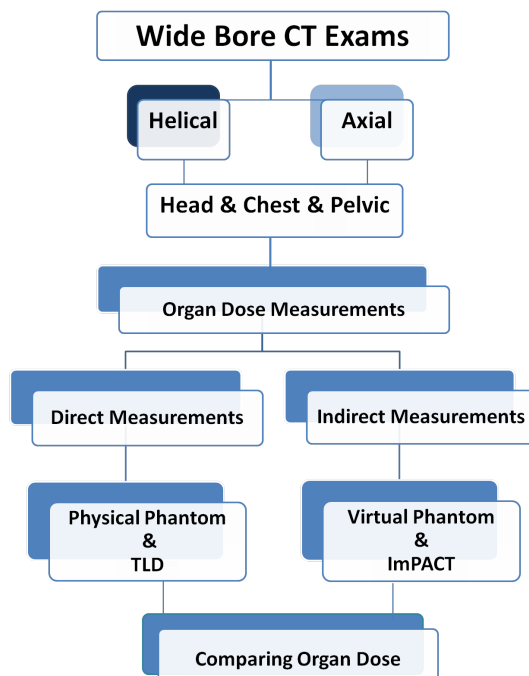 Wide Bore CT Exams
Helical
Axial
Head & Chest & Pelvic
Organ Dose Measurements
Direct Measurements
Indirect Measurements
Physical Phantom
&
TLD
Virtual Phantom
&
ImPACT
Comparing Organ Dose